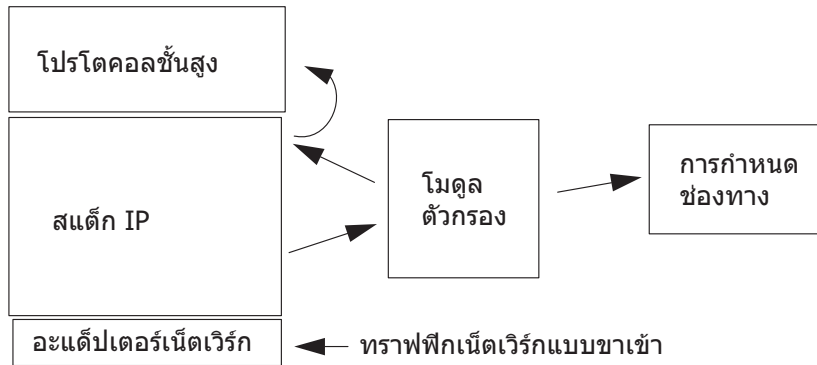 โปรโตคอลชั้นสูง
สแต็ก IP
โมดูล
ตัวกรอง
การกำหนด
ช่องทาง
อะแด็ปเตอร์เน็ตเวิร์ก
ทราฟฟิกเน็ตเวิร์กแบบขาเข้า